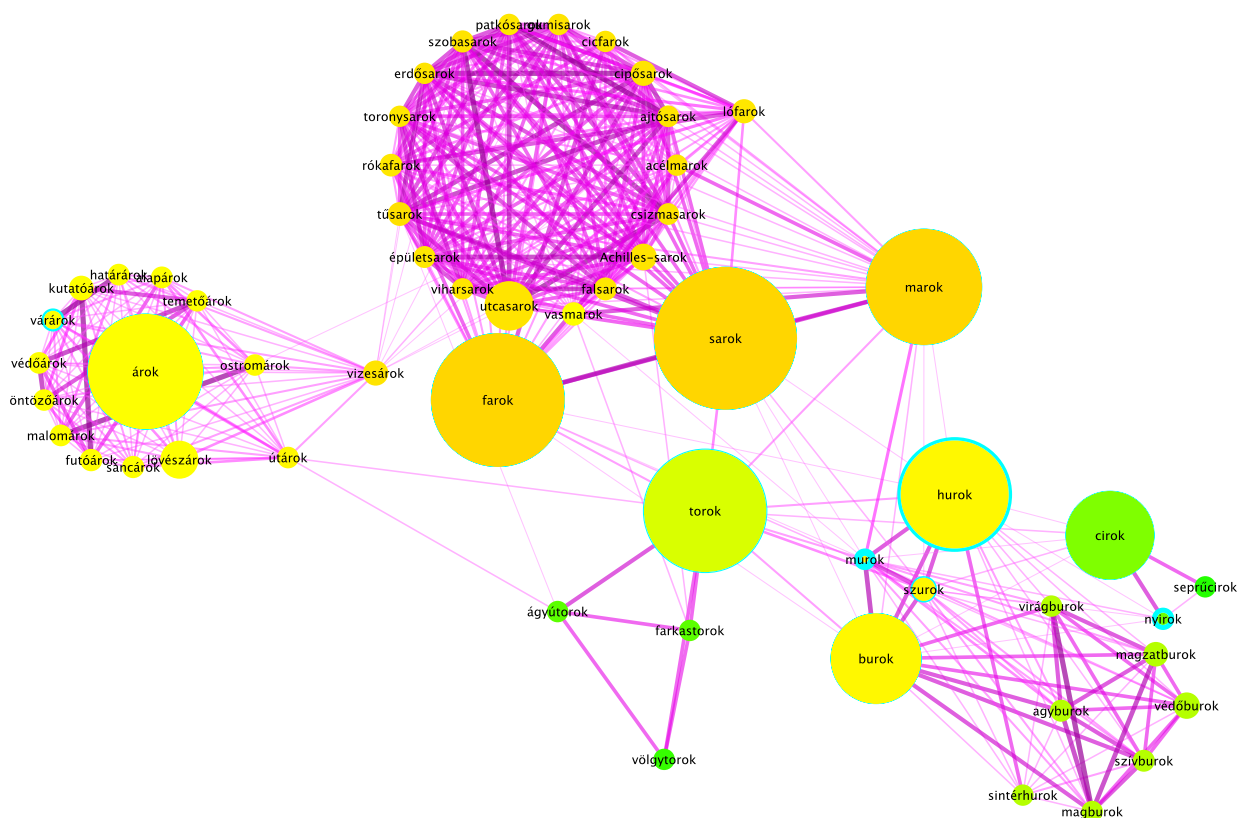 patkósarok
gumisarok
szobasárok
cicfarok
erdősarok
cipősarok
toronysarok
ajtósarok
lófarok
rókafarok
acélmarok
tűsarok
csizmasarok
épületsarok
Achilles-sarok
viharsarok
falsarok
utcasarok
vasmarok
marok
sarok
farok
határárok
alapárok
kutatóárok
temetőárok
várárok
védőárok
árok
ostromárok
vizesárok
öntözőárok
malomárok
futóárok
sáncárok
lövészárok
útárok
torok
hurok
cirok
murok
szurok
seprűcirok
nyirok
ágyútorok
farkastorok
völgytorok
burok
virágburok
magzatburok
agyburok
védőburok
szívburok
sintérhurok
magburok